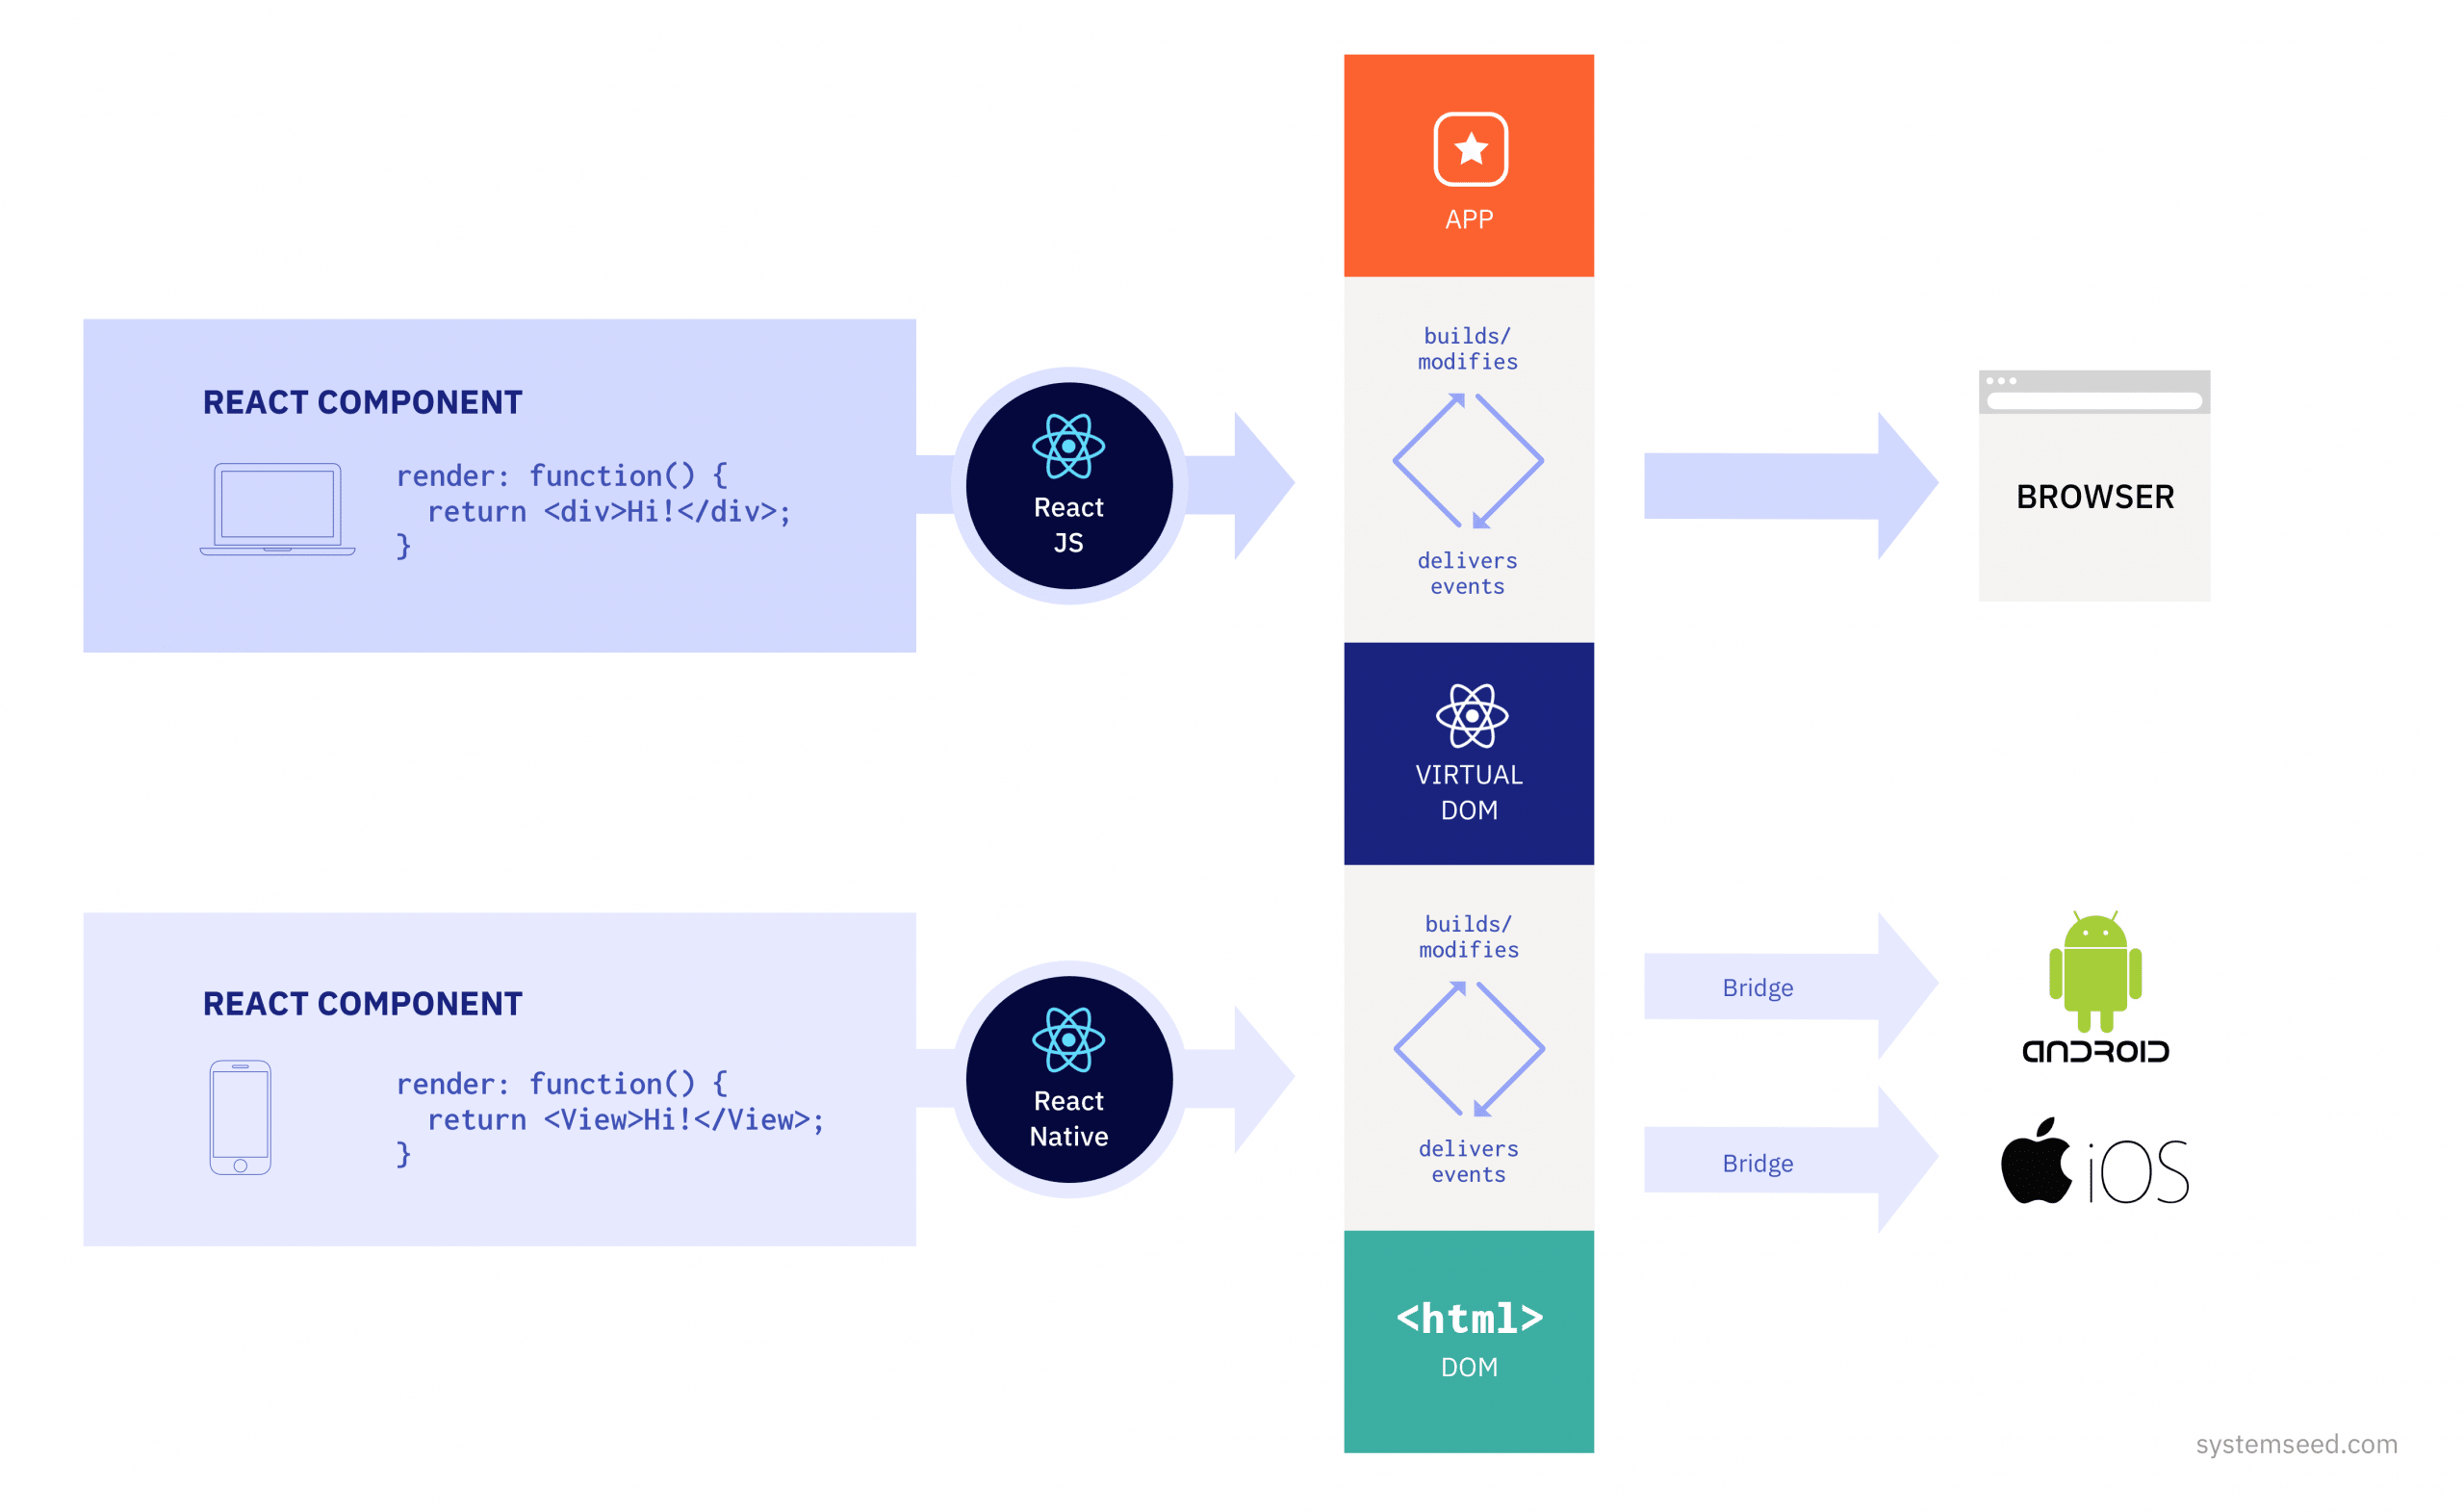 APP
builds/
modifies
delivers
events
REACT COMPONENT
render: function() {
  return <div>Hi!</div>;
}
React
JS
BROWSER
VIRTUAL
DOM
REACT COMPONENT
render: function() {
  return <View>Hi!</View>;
}
React
Native
builds/
modifies
delivers
events
Bridge
ANDROID
Bridge
iOS
<html>
DOM
systemseed.com